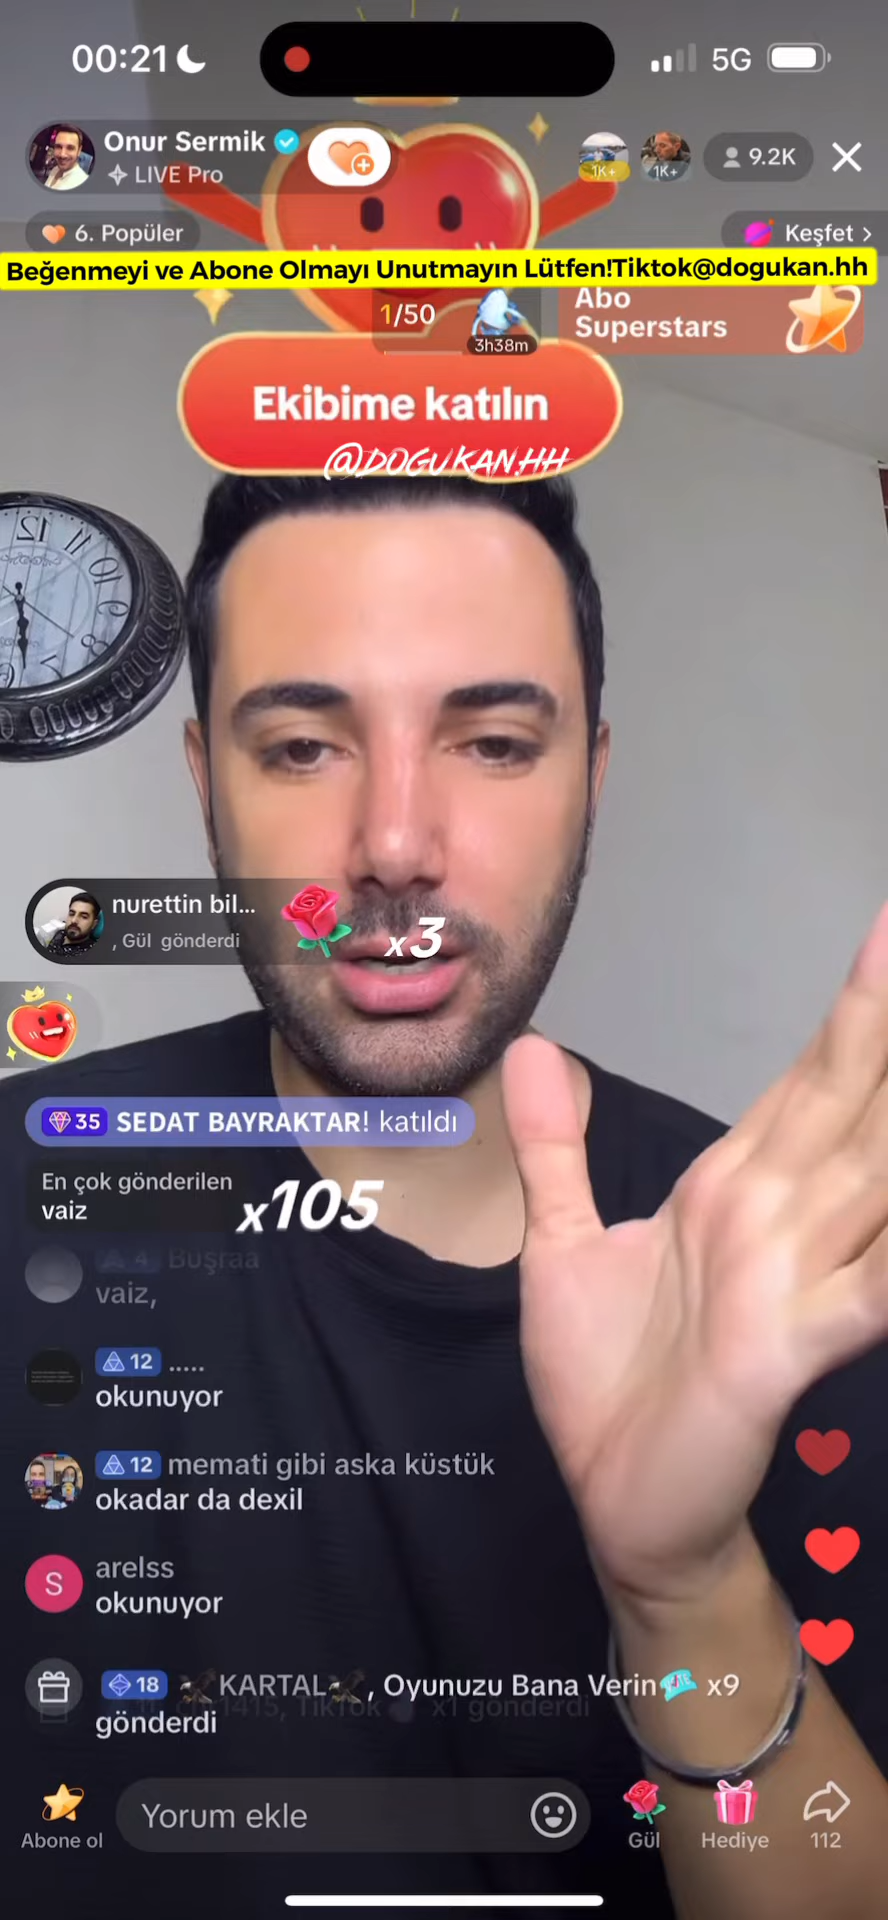 00:21
5G
Onur Sermik
LIVE Pro
1K+
1K+
9.2K
6. Popüler
Keşfet >
Beğenmeyi ve Abone Olmayı Unutmayın Lütfen!Tiktok@dogukan.hh
1/50
3h38m
Abo
Superstars
Ekibime katılın
@DOGUKAN.HH
nurettin bil...
, Gül gönderdi
x3
35 SEDAT BAYRAKTAR! katıldı
En çok gönderilen
vaiz
x105
4 Buşraa
vaiz,
12 .....
okunuyor
12 memati gibi aska küstük
okadar da dexil
S
arelss
okunuyor
18 KARTAL, Oyunuzu Bana Verin x9
gönderdi
Abone ol
Yorum ekle
Gül
Hediye
112